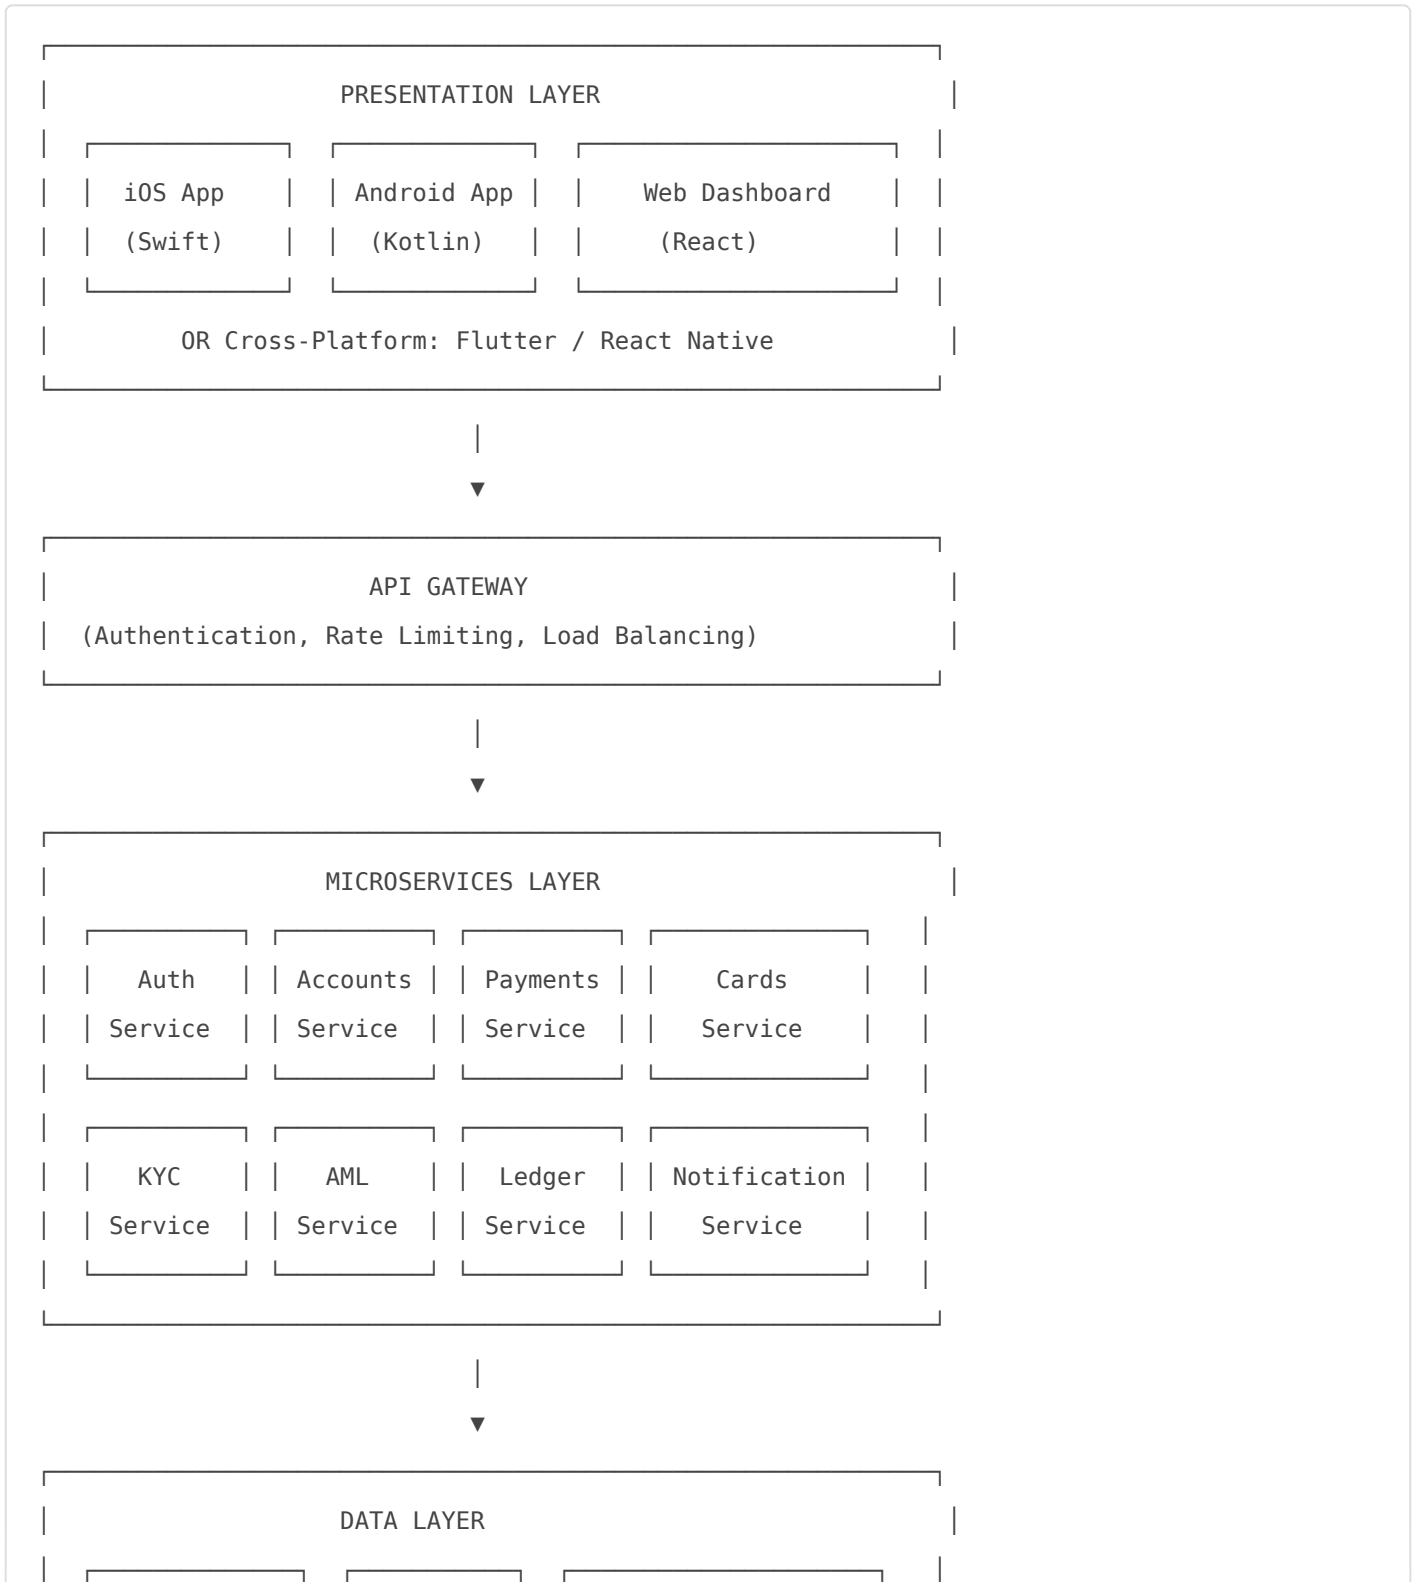 PRESENTATION LAYER
iOS App Android App Web Dashboard
(Swift) (Kotlin) (React)
OR Cross-Platform: Flutter / React Native
▼
API GATEWAY
(Authentication, Rate Limiting, Load Balancing)
▼
MICROSERVICES LAYER
Auth Accounts Payments Cards
Service Service Service Service
KYC AML Ledger Notification
Service Service Service Service
▼
DATA LAYER